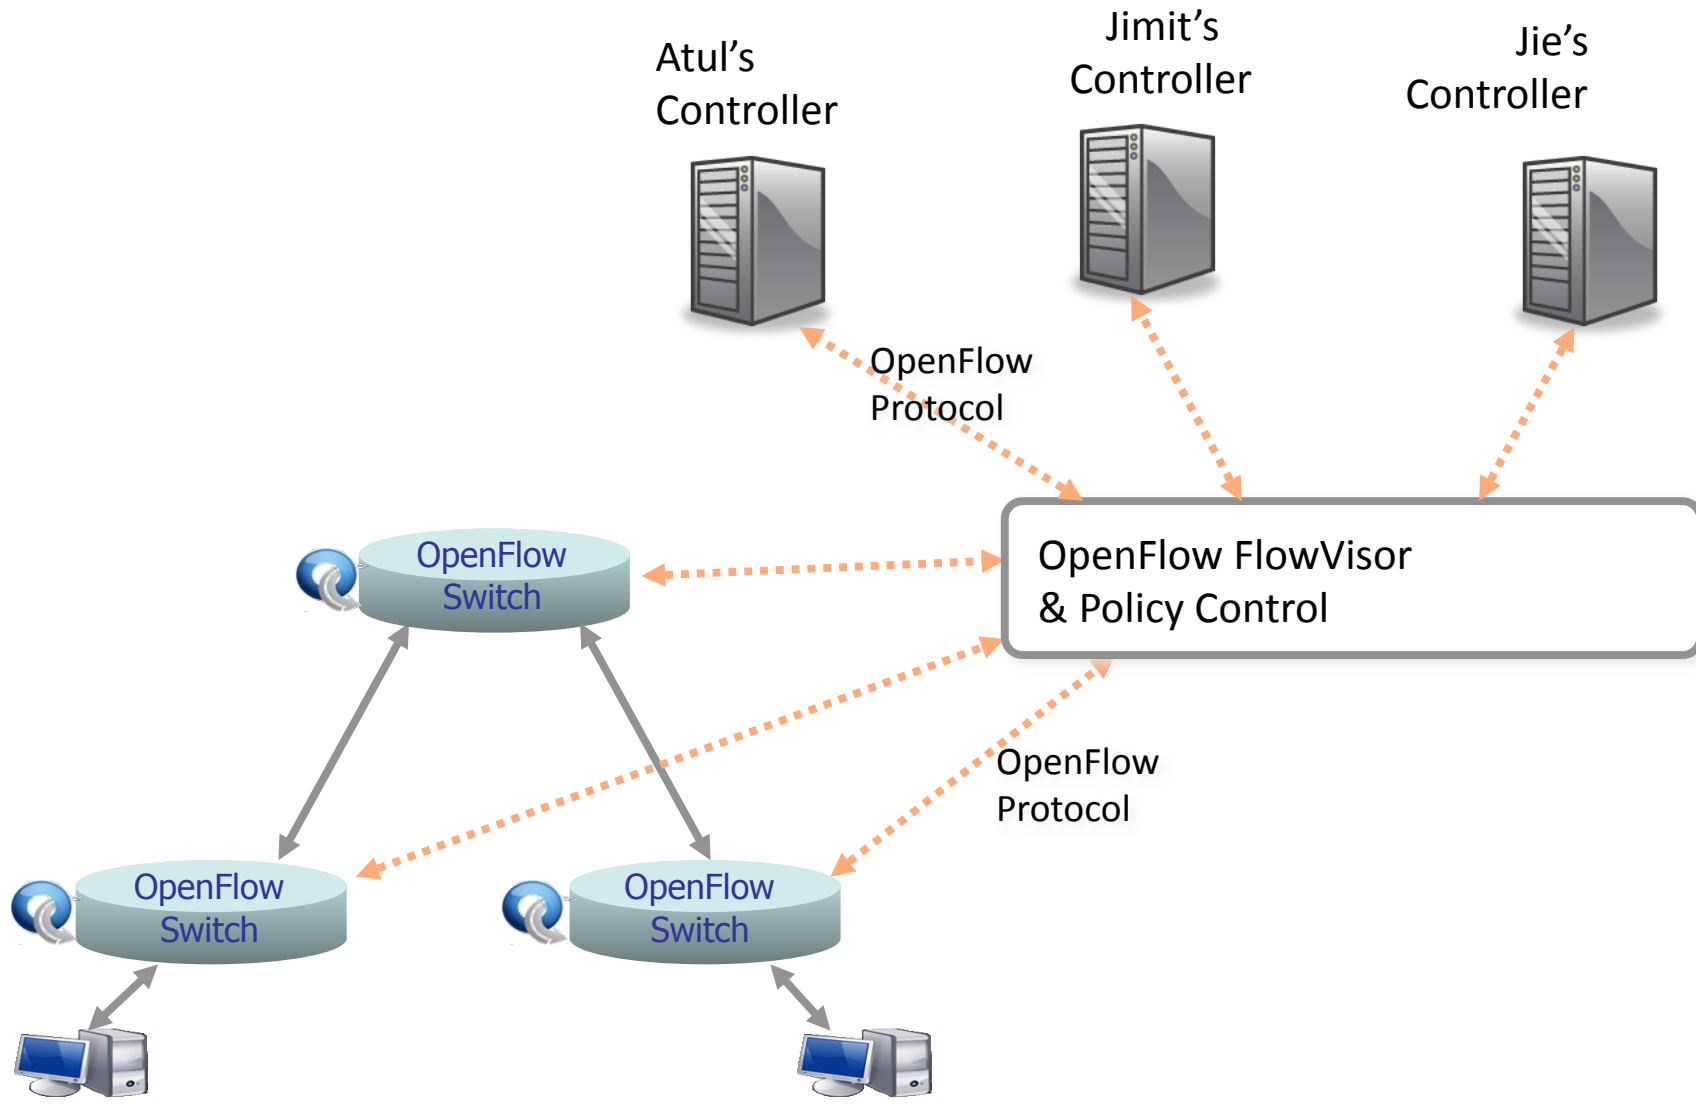 Atul’s
Controller
Jimit’s
Controller
Jie’s
Controller
OpenFlow
Protocol
OpenFlow FlowVisor
& Policy Control
OpenFlow
Switch
OpenFlow
Protocol
OpenFlow
Switch
OpenFlow
Switch